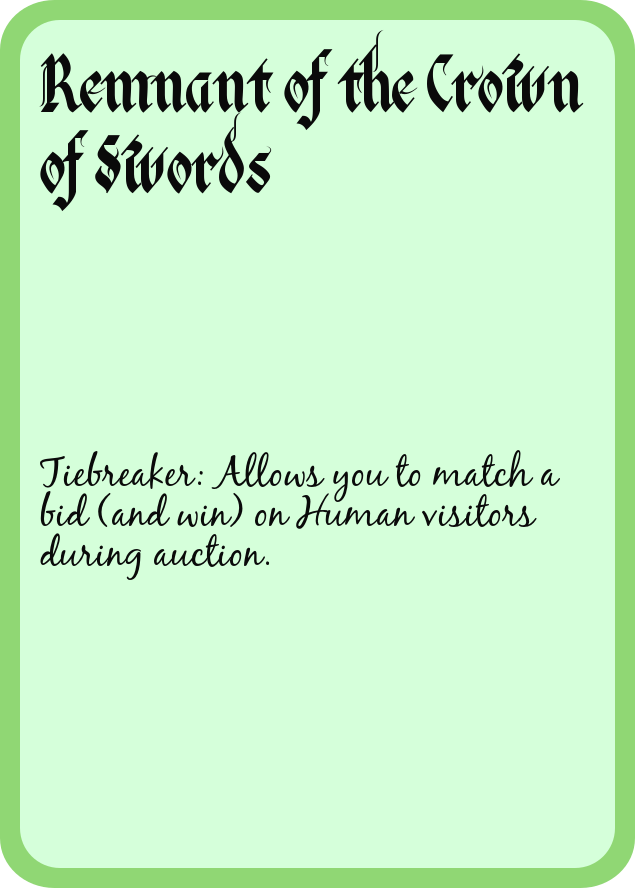 Remnant of the Crown
of Swords
Tiebreaker: Allows you to match a
bid (and win) on Human visitors
during auction.